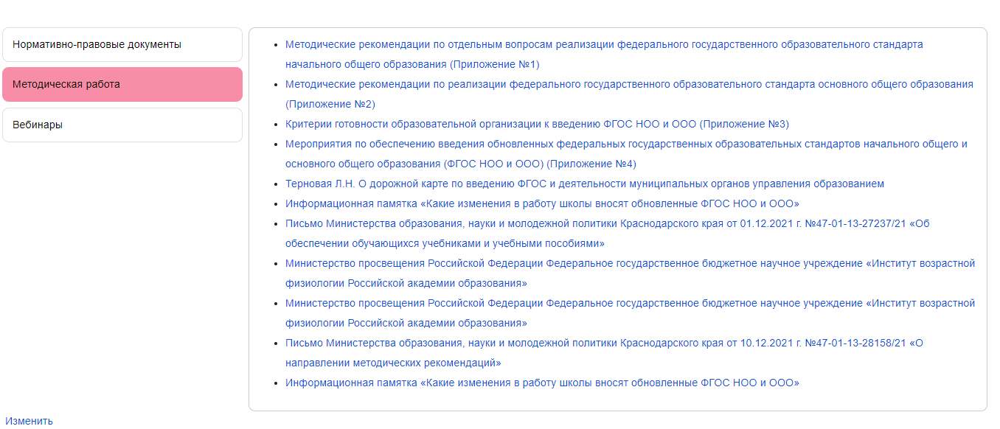 Нормативно-правовые документы
Методическая работа
Вебинары
Методические рекомендации по отдельным вопросам реализации федерального государственного образовательного стандарта
начального общего образования (Приложение №1)
Методические рекомендации по реализации федерального государственного образовательного стандарта основного общего образования
(Приложение №2)
Критерии готовности образовательной организации к введению ФГОС НОО и ООО (Приложение №3)
Мероприятия по обеспечению введения обновленных федеральных государственных образовательных стандартов начального общего и
основного общего образования (ФГОС НОО и ООО) (Приложение №4)
Терновая Л.Н. О дорожной карте по введению ФГОС и деятельности муниципальных органов управления образованием
Информационная памятка «Какие изменения в работу школы вносят обновленные ФГОС НОО и ООО»
Письмо Министерства образования, науки и молодежной политики Краснодарского края от 01.12.2021 г. №47-01-13-27237/21 «Об
обеспечении обучающихся учебниками и учебными пособиями»
Министерство просвещения Российской Федерации Федеральное государственное бюджетное научное учреждение «Институт возрастной
физиологии Российской академии образования»
Министерство просвещения Российской Федерации Федеральное государственное бюджетное научное учреждение «Институт возрастной
физиологии Российской академии образования»
Письмо Министерства образования, науки и молодежной политики Краснодарского края от 10.12.2021 г. №47-01-13-28158/21 «О
направлении методических рекомендаций»
Информационная памятка «Какие изменения в работу школы вносят обновленные ФГОС НОО и ООО»
Изменить